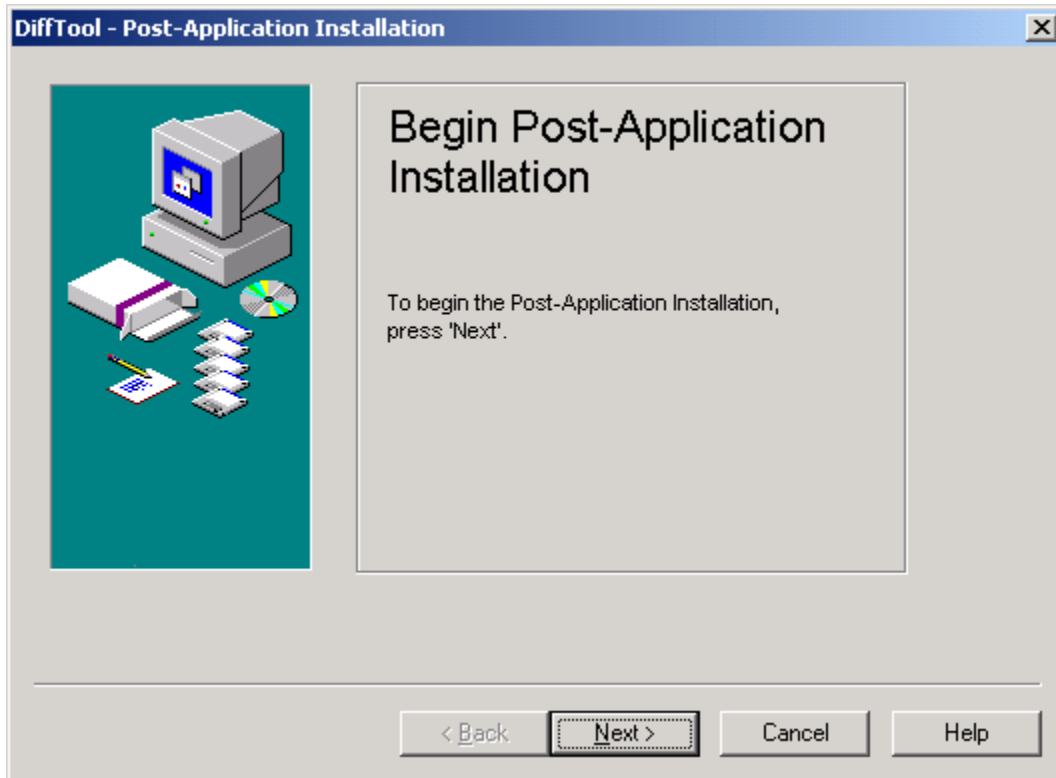 DiffTool - Post-Application Installation
Begin Post-Application
Installation
To begin the Post-Application Installation,
press 'Next'.
< Back
Next >
Cancel
Help